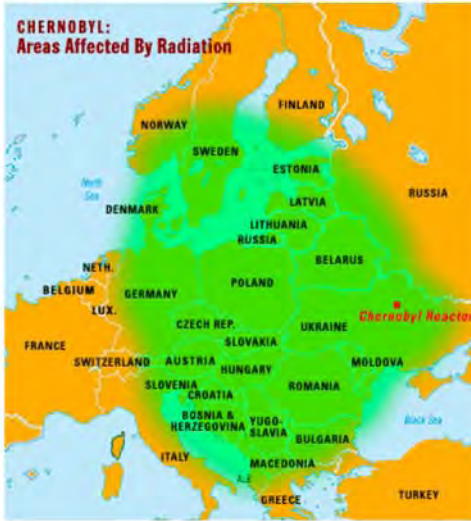 CHERNOBYL:
Areas Affected By Radiation
FINLAND
NORWAY
SWEDEN
ESTONIA
North
Sea
RUSSIA
LATVIA
DENMARK
LITHUANIA
RUSSIA
BELARUS
NETH.
BELGIUM
GERMANY
POLAND
LUX.
Chernobyl Reactor
CZECH REP.
UKRAINE
SLOVAKIA
FRANCE
SWITZERLAND
AUSTRIA
MOLDOVA
HUNGARY
SLOVENIA
ROMANIA
CROATIA
BOSNIA &
HERZEGOVINA
YUGO-
SLAVIA
Black Sea
BULGARIA
ITALY
MACEDONIA
GREECE
TURKEY